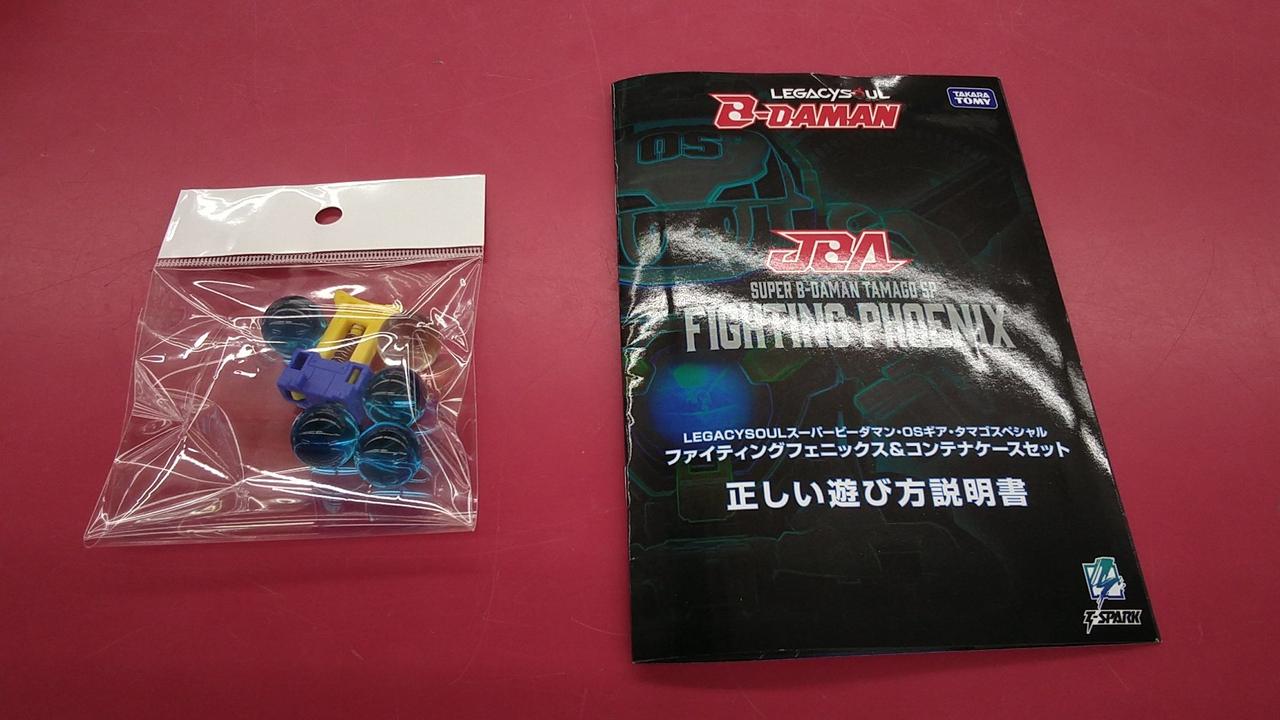 LEGACYSOUL
B-DAMAN
TAKARA
TOMY
OS
JBA
SUPER B-DAMAN TAMAGO SP
FIGHTING PHOENIX
LEGACYSOULスーパービーダマン・OSギア・タマゴスペシャル
ファイティングフェニックス&コンテナケースセット
正しい遊び方説明書
T-SPARK